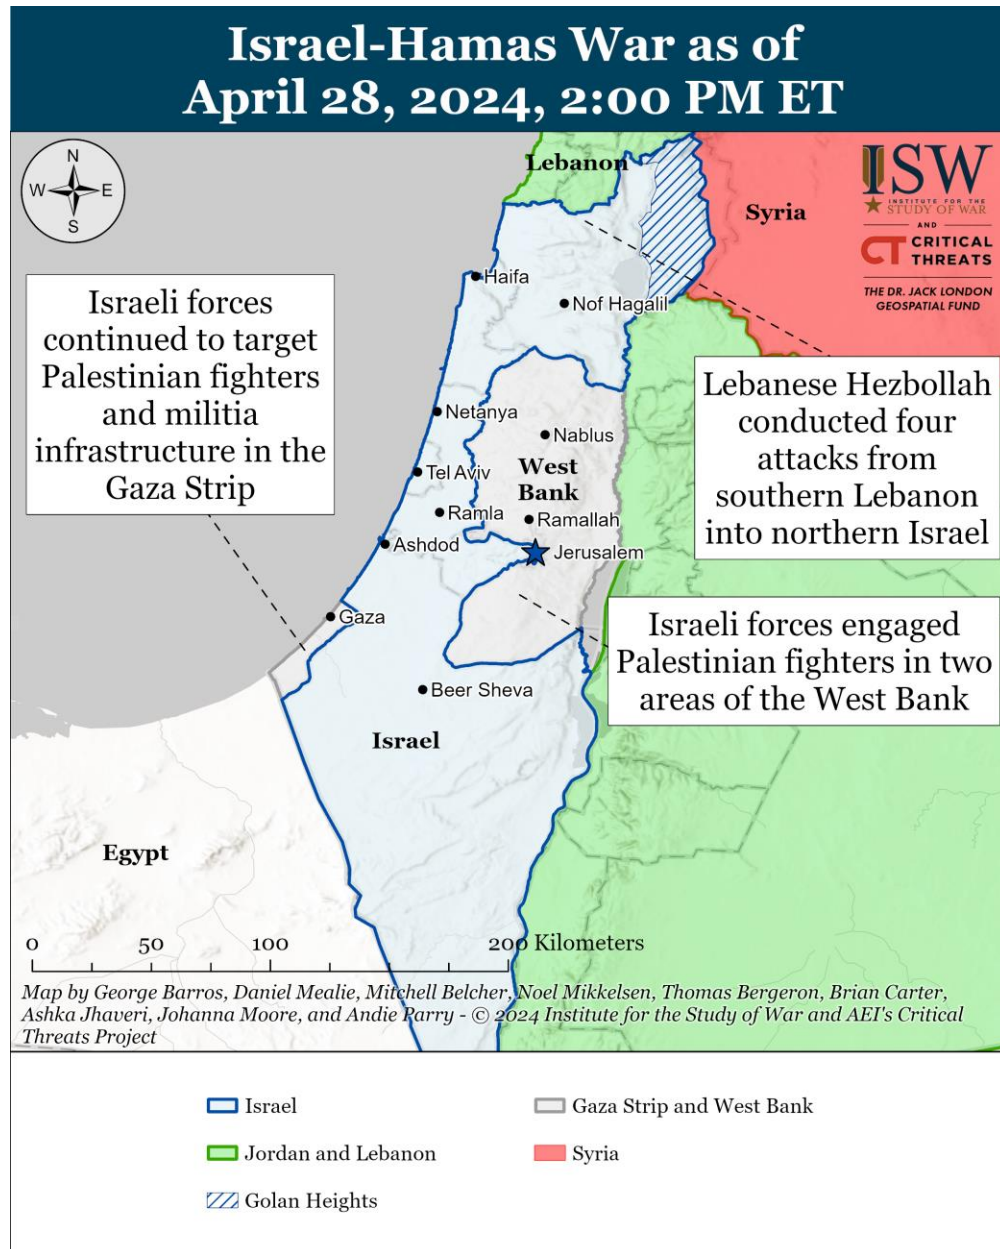 Israel-Hamas War as of
April 28, 2024, 2:00 PM ET
N
W
E
S
Lebanon
Syria
ISW
INSTITUTE FOR THE
STUDY OF WAR
AND
CT CRITICAL
THREATS
THE DR. JACK LONDON
GEOSPATIAL FUND
Haifa
Nof Hagalil
Israeli forces
continued to target
Palestinian fighters
and militia
infrastructure in the
Gaza Strip
Lebanese Hezbollah
conducted four
attacks from
southern Lebanon
into northern Israel
Netanya
Nablus
Tel Aviv
West
Bank
Ramla
Ramallah
Ashdod
Jerusalem
Gaza
Israeli forces engaged
Palestinian fighters in two
areas of the West Bank
Beer Sheva
Israel
Egypt
0 50 100 200 Kilometers
Map by George Barros, Daniel Mealie, Mitchell Belcher, Noel Mikkelsen, Thomas Bergeron, Brian Carter,
Ashka Jhaveri, Johanna Moore, and Andie Parry - © 2024 Institute for the Study of War and AEI's Critical
Threats Project
Israel
Gaza Strip and West Bank
Jordan and Lebanon
Syria
Golan Heights